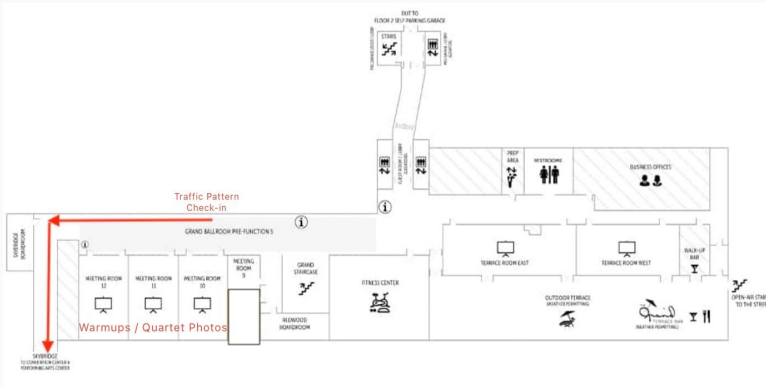 EXIT TO
FLOOR 2 SELF PARKING GARAGE
STAIRS
PREP
AREA
RESTROOMS
BUSINESS OFFICES
Traffic Pattern
Check-in
GRAND BALLROOM PRE-FUNCTION S
BOARDROOM
MEETING ROOM
12
MEETING ROOM
11
MEETING ROOM
10
MEETING
ROOM
9
GRAND
STAIRCASE
FITNESS CENTER
TERRACE ROOM EAST
TERRACE ROOM WEST
WALK-UP
BAR
Warmups / Quartet Photos
REDWOOD
BOARDROOM
OUTDOOR TERRACE
(WEATHER PERMITTING)
Grand
TERRACE BAR
(WEATHER PERMITTING)
OPEN-AIR STAIR
TO THE STREET
SKYBRIDGE
TO CONVENTION CENTER &
PERFORMING ARTS CENTER